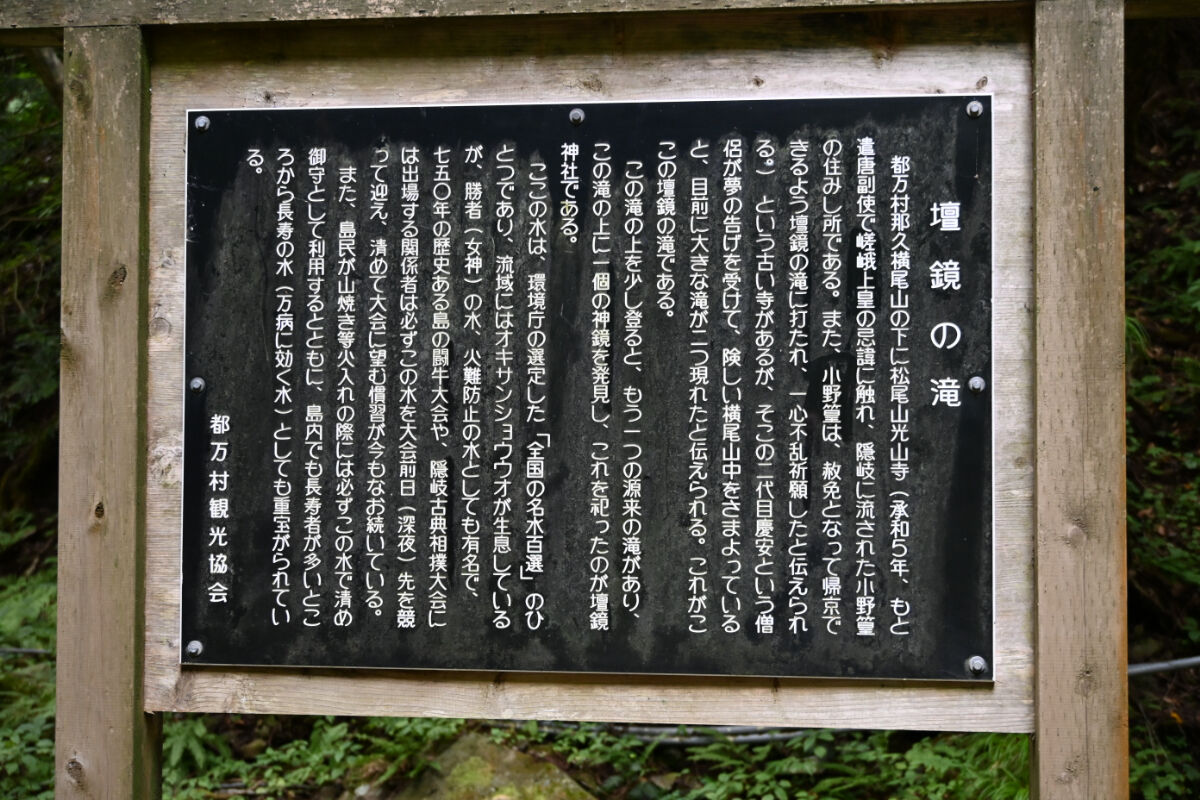 壇鏡の滝
都万村那久横尾山の下に松尾山光山寺（承和５年、もと
遣唐副使で嵯峨上皇の忌諱に触れ、隠岐に流された小野篁
の住みし所である。また、小野篁は、赦免となって帰京で
きるよう壇鏡の滝に打たれ、一心不乱祈願したと伝えられ
る。）という古い寺があるが、そこの二代目慶安という僧
侶が夢の告げを受けて、険しい横尾山中をさまよっている
と、目前に大きな滝が二つ現れたと伝えられる。これがこ
この壇鏡の滝である。
この滝の上を少し登ると、もう一つの源来の滝があり、
この滝の上に一個の神鏡を発見し、これを祀ったのが壇鏡
神社である。
ここの水は、環境庁の選定した「全国の名水百選」のひ
とつであり、流域にはオキサンショウウオが生息している
が、勝者（女神）の水、火難防止の水としても有名で、
七五〇年の歴史ある島の闘牛大会や、隠岐古典相撲大会に
は出場する関係者は必ずこの水を大会前日（深夜）先を競
って迎え、清めて大会に望む慣習が今もなお続いている。
また、島民が山焼き等火入れの際には必ずこの水で清め
御守として利用するとともに、島内でも長寿者が多いとこ
ろから長寿の水（万病に効く水）としても重宝がられてい
る。
都万村観光協会